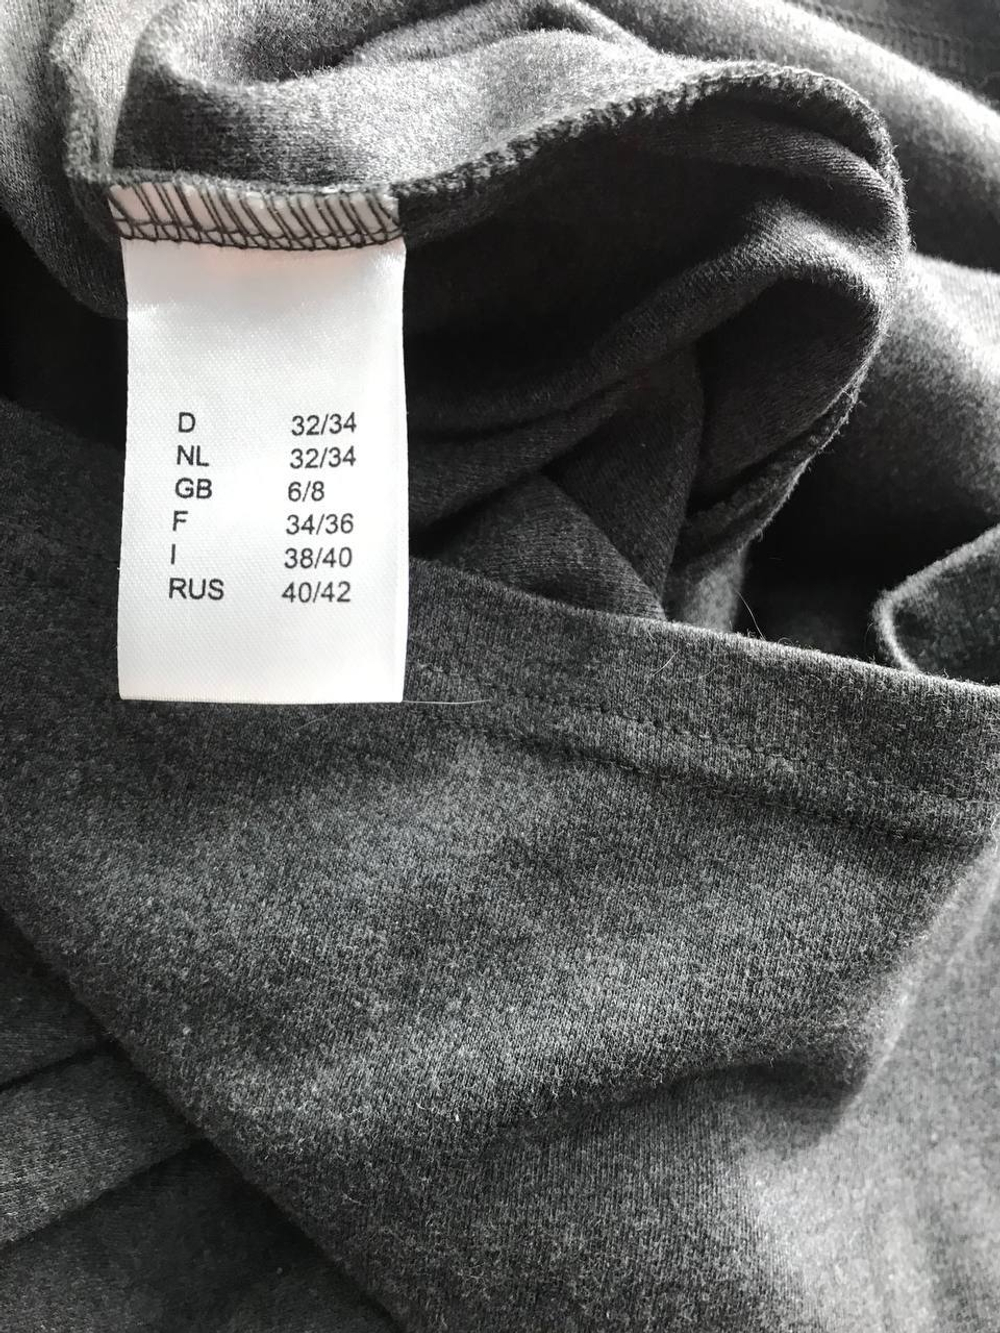 D 32/34
NL 32/34
GB 6/8
F 34/36
I 38/40
RUS 40/42